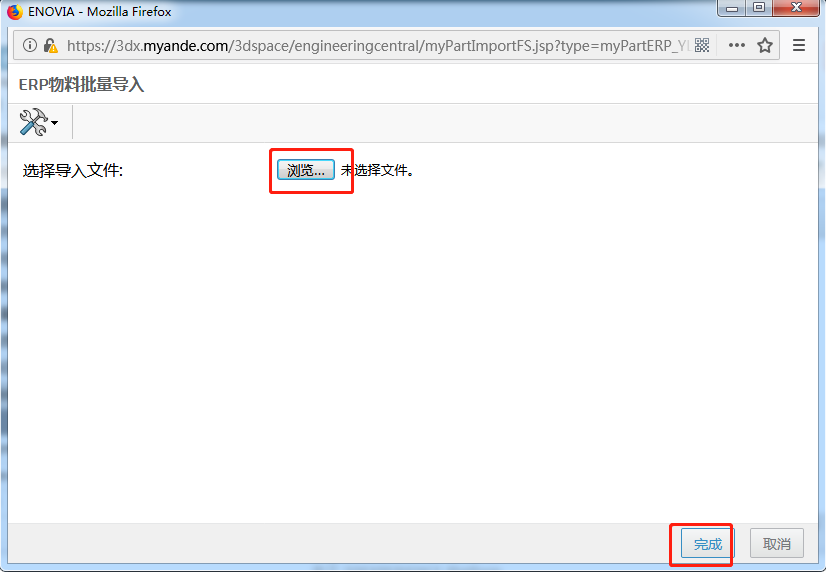 ENOVIA - Mozilla Firefox
https://3dx.myande.com/3dspace/engineeringcentral/myPartImportFS.jsp?type=myPartERP_YL
ERP物料批量导入
选择导入文件:
浏览... 未选择文件。
完成 取消